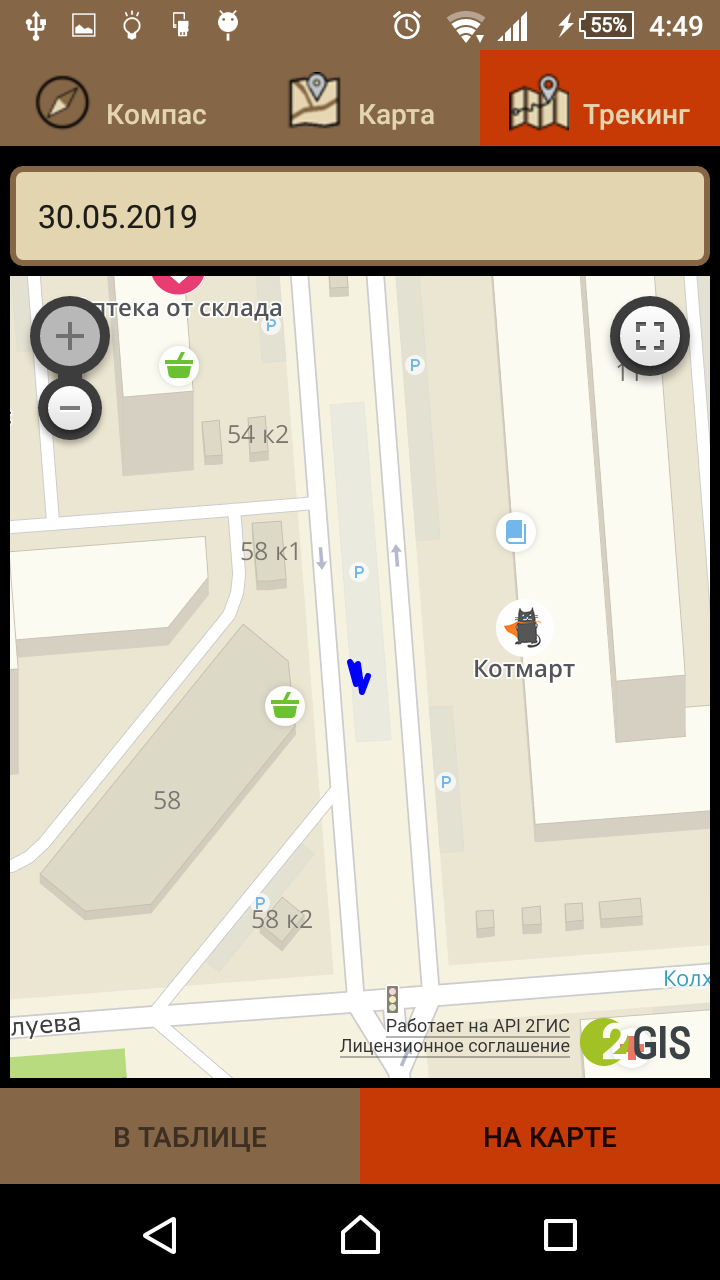 55% 4:49
Компас Карта Трекинг
30.05.2019
птека от склада
P
P
11
54 к2
58 к1
P
Котмарт
P
58
P
58 к2
Колх
луева
Работает на API 2ГИС
Лицензионное соглашение
2GIS
В ТАБЛИЦЕ НА КАРТЕ